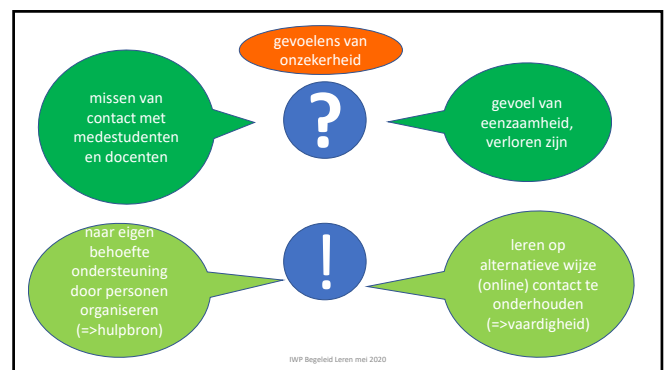 gevoelens van
onzekerheid
missen van
contact met
medestudenten
en docenten
?
gevoel van
eenzaamheid,
verloren zijn
naar eigen
behoefte
ondersteuning
door personen
organiseren
(=>hulpbron)
!
leren op
alternatieve wijze
(online) contact te
onderhouden
(=>vaardigheid)
IWP Begeleid Leren mei 2020